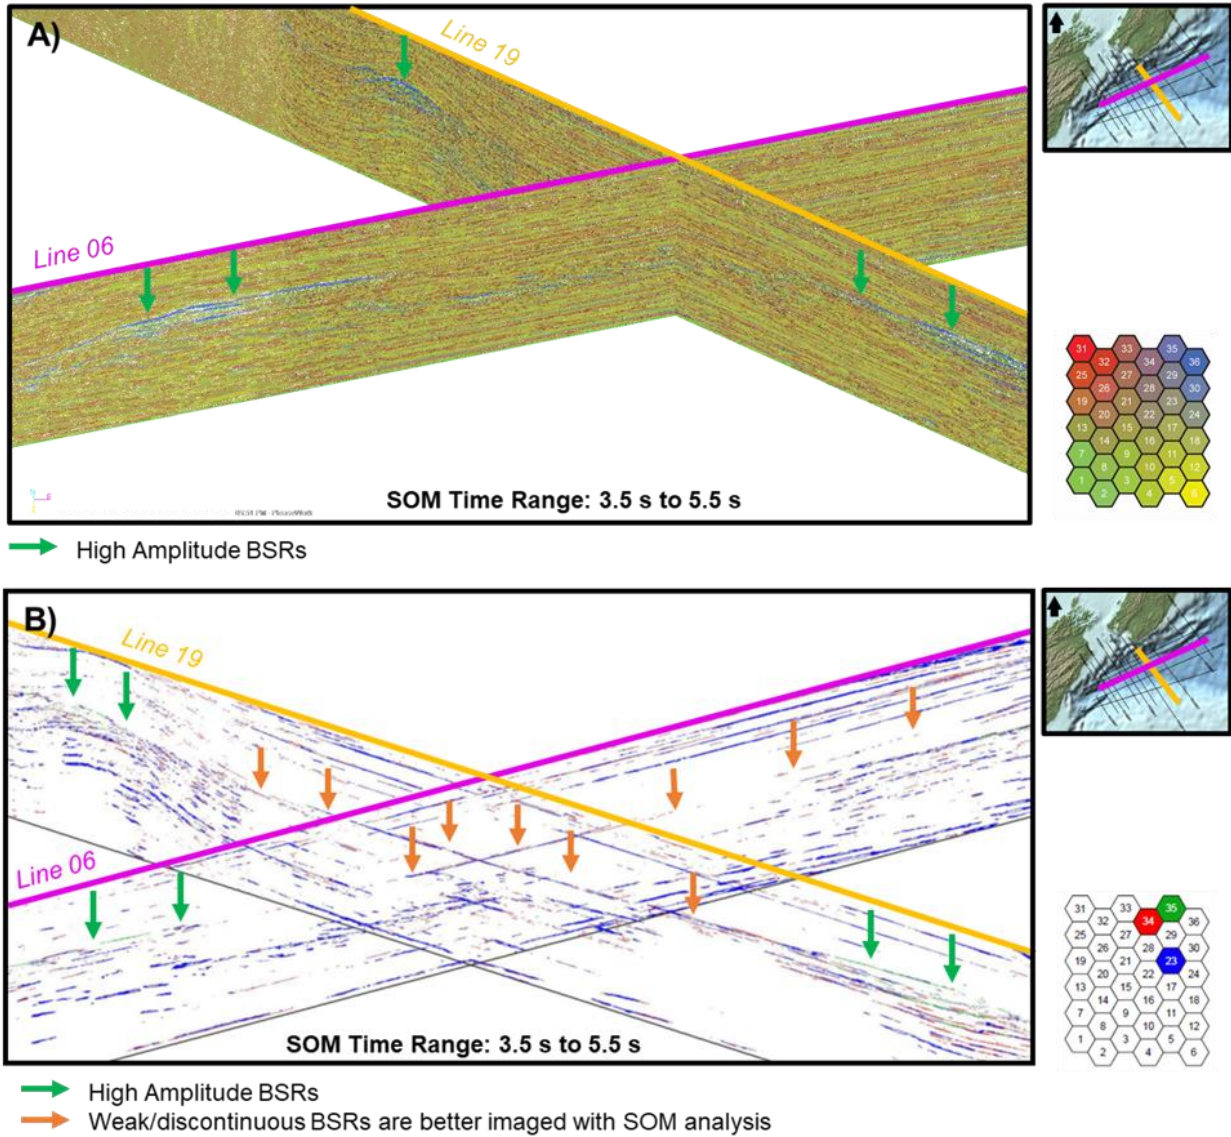 A)
Line 19
Line 06
SOM Time Range: 3.5 s to 5.5 s
High Amplitude BSRs
31 32 33 34 35 36
25 26 27 28 29 30
19 20 21 22 23 24
13 14 15 16 17 18
7 8 9 10 11 12
1 2 3 4 5 6
B)
Line 19
Line 06
SOM Time Range: 3.5 s to 5.5 s
31 32 33 34 35 36
25 26 27 28 29 30
19 20 21 22 23 24
13 14 15 16 17 18
7 8 9 10 11 12
1 2 3 4 5 6
High Amplitude BSRs
Weak/discontinuous BSRs are better imaged with SOM analysis